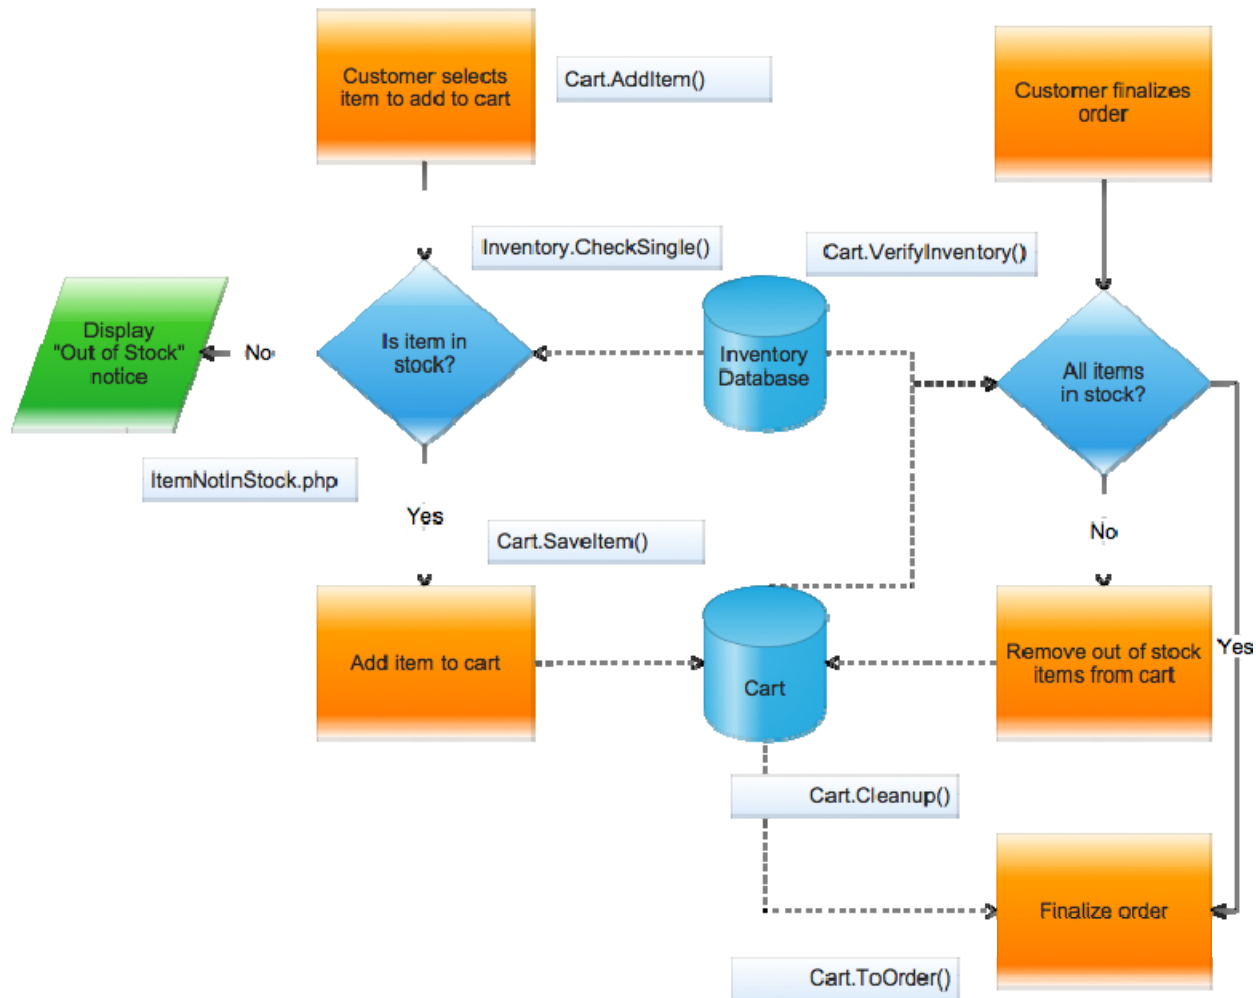 Customer selects
item to add to cart
Cart.AddItem()
Customer finalizes
order
Inventory.CheckSingle()
Cart.VerifyInventory()
Display
"Out of Stock"
notice
No
Is item in
stock?
Inventory
Database
All items
in stock?
ItemNotInStock.php
Yes
Cart.SaveItem()
No
Add item to cart
Cart
Remove out of stock
items from cart
Yes
Cart.Cleanup()
Finalize order
Cart.ToOrder()